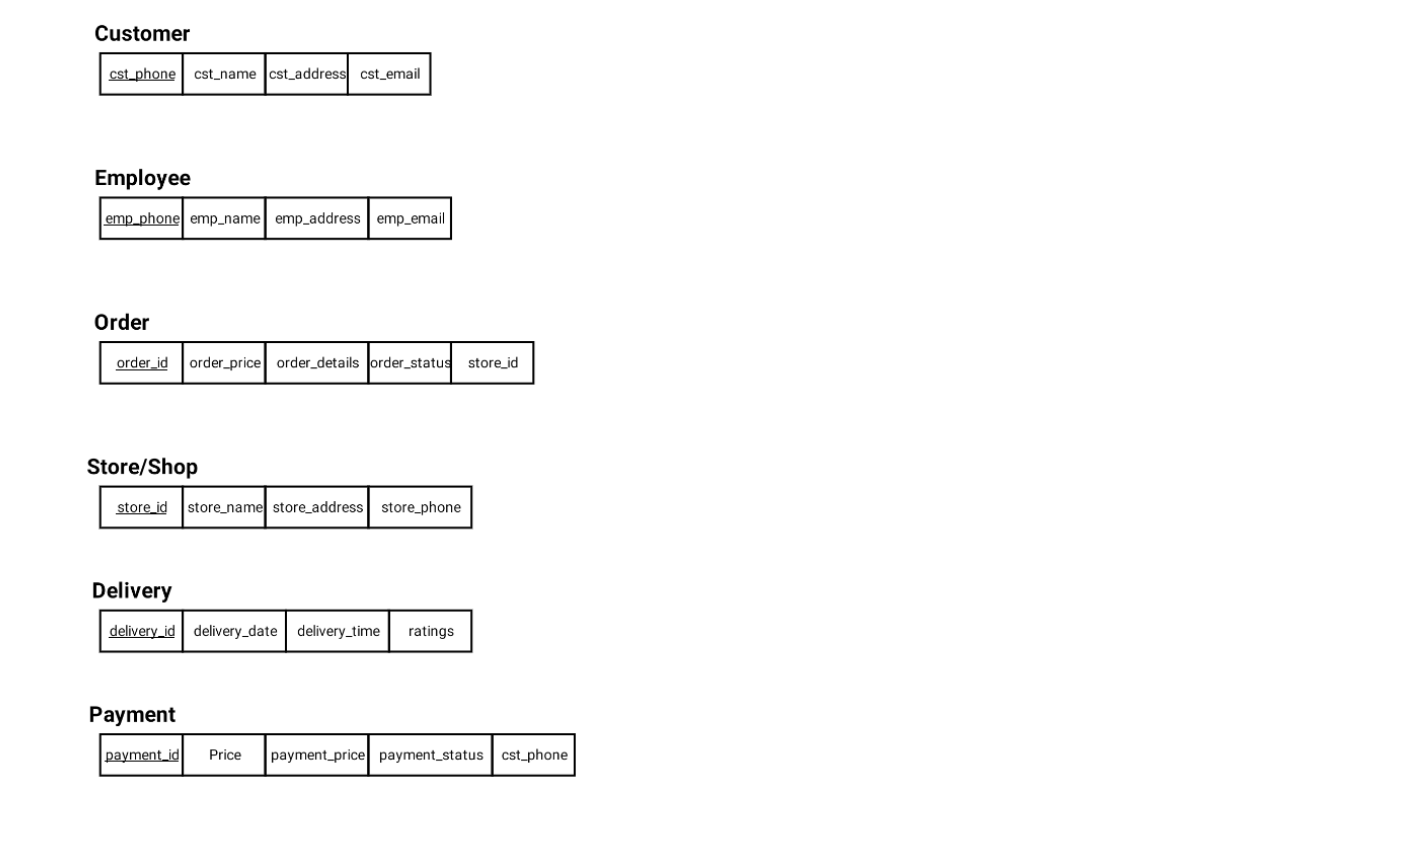 Customer
cst_phone cst_name cst_address cst_email
Employee
emp_phone emp_name emp_address emp_email
Order
order_id order_price order_details order_status store_id
Store/Shop
store_id store_name store_address store_phone
Delivery
delivery_id delivery_date delivery_time ratings
Payment
payment_id Price payment_price payment_status cst_phone